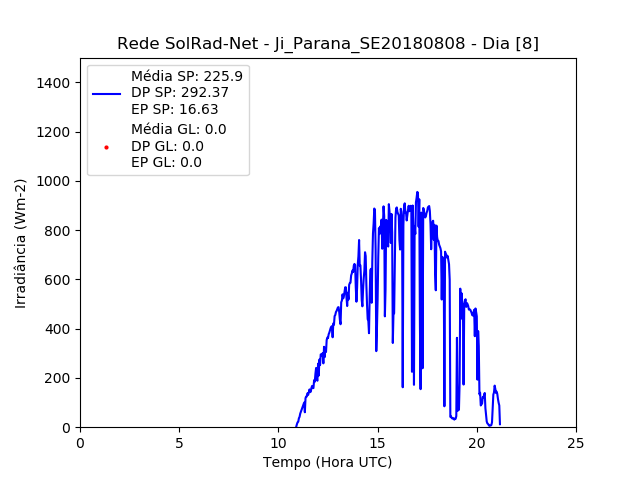 Rede SolRad-Net - Ji_Parana_SE20180808 - Dia [8]
Média SP: 225.9
DP SP: 292.37
EP SP: 16.63
Média GL: 0.0
DP GL: 0.0
EP GL: 0.0
1400
1200
1000
800
600
400
200
0
Irradiância (Wm-2)
0 5 10 15 20 25
Tempo (Hora UTC)